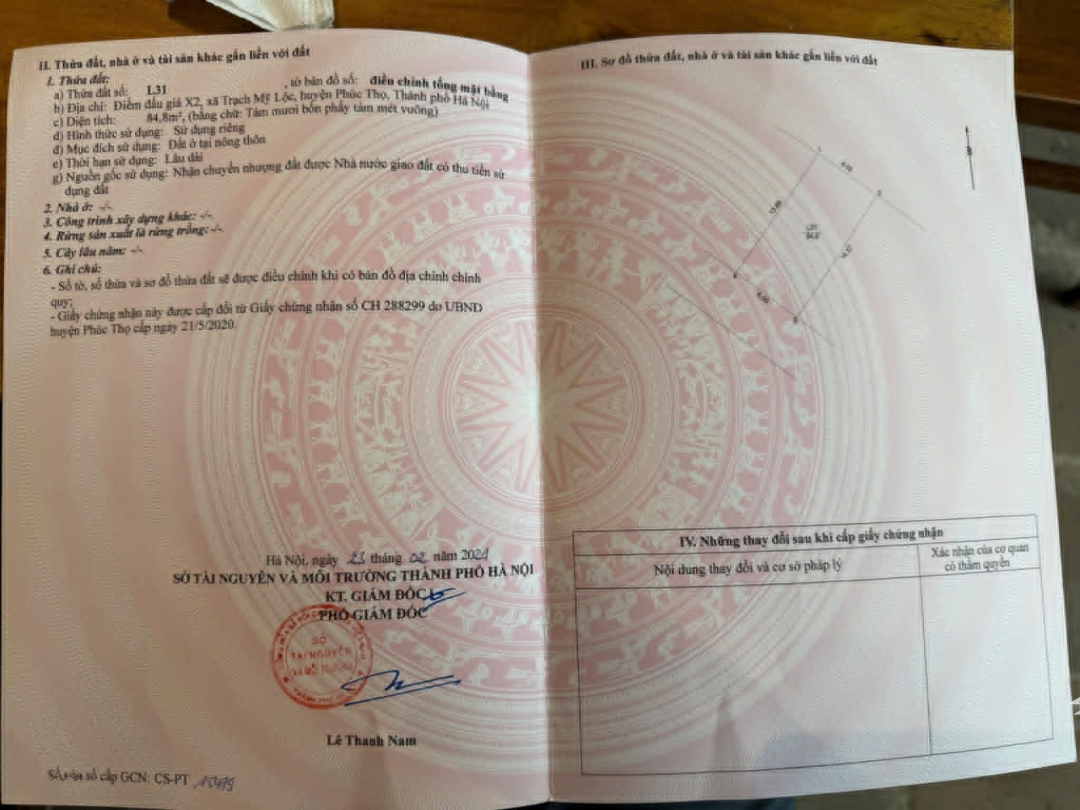 II. Thửa đất, nhà ở và tài sản khác gắn liền với đất
1. Thửa đất:
a) Thửa đất số: L31 , tờ bản đồ số: điều chỉnh tổng mặt bằng
b) Địa chỉ: Điểm đấu giá X2, xã Trạch Mỹ Lộc, huyện Phúc Thọ, Thành phố Hà Nội
c) Diện tích: 84,8m², (bằng chữ: Tám mươi bốn phẩy tám mét vuông)
d) Hình thức sử dụng: Sử dụng riêng
đ) Mục đích sử dụng: Đất ở tại nông thôn
e) Thời hạn sử dụng: Lâu dài
g) Nguồn gốc sử dụng: Nhận chuyển nhượng đất được Nhà nước giao đất có thu tiền sử
dụng đất
2. Nhà ở: -/-
3. Công trình xây dựng khác: -/-
4. Rừng sản xuất là rừng trồng: -/-
5. Cây lâu năm: -/-
6. Ghi chú:
- Số tờ, số thửa và sơ đồ thửa đất sẽ được điều chỉnh khi có bản đồ địa chính chính
quy;
- Giấy chứng nhận này được cấp đổi từ Giấy chứng nhận số CH 288299 do UBND
huyện Phúc Thọ cấp ngày 21/5/2020.
Hà Nội, ngày 23 tháng 02 năm 2021
SỞ TÀI NGUYÊN VÀ MÔI TRƯỜNG THÀNH PHỐ HÀ NỘI
KT. GIÁM ĐỐC
PHÓ GIÁM ĐỐC
SỞ
TÀI NGUYÊN
VÀ MÔI TRƯỜNG
Lê Thanh Nam
Số vào sổ cấp GCN: CS-PT
III. Sơ đồ thửa đất, nhà ở và tài sản khác gắn liền với đất
L31
84,8
IV. Những thay đổi sau khi cấp giấy chứng nhận
Nội dung thay đổi và cơ sở pháp lý
Xác nhận của cơ quan
có thẩm quyền